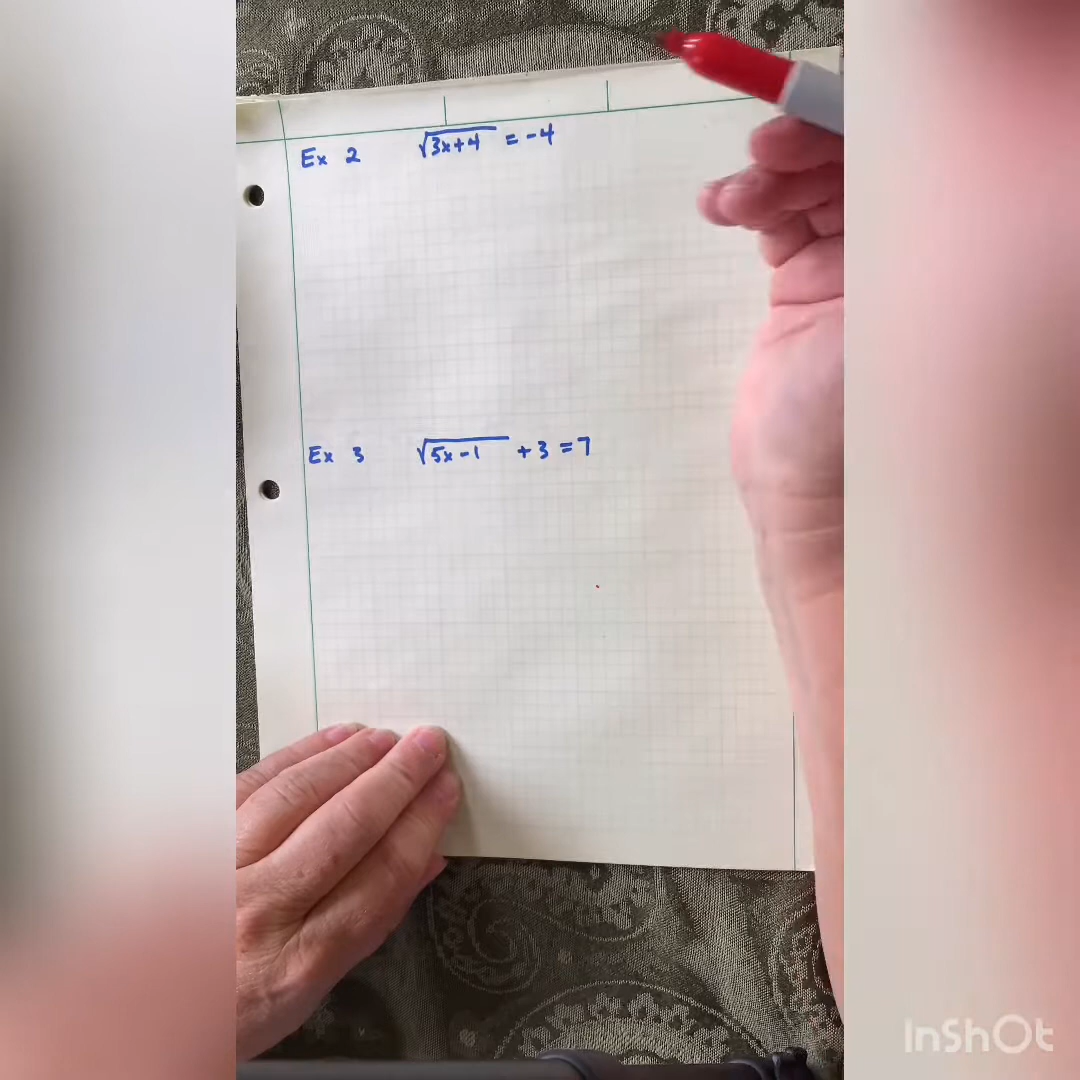 Ex 2 √3x+4 = -4
Ex 3 √5x-1 + 3 = 7
InShOt